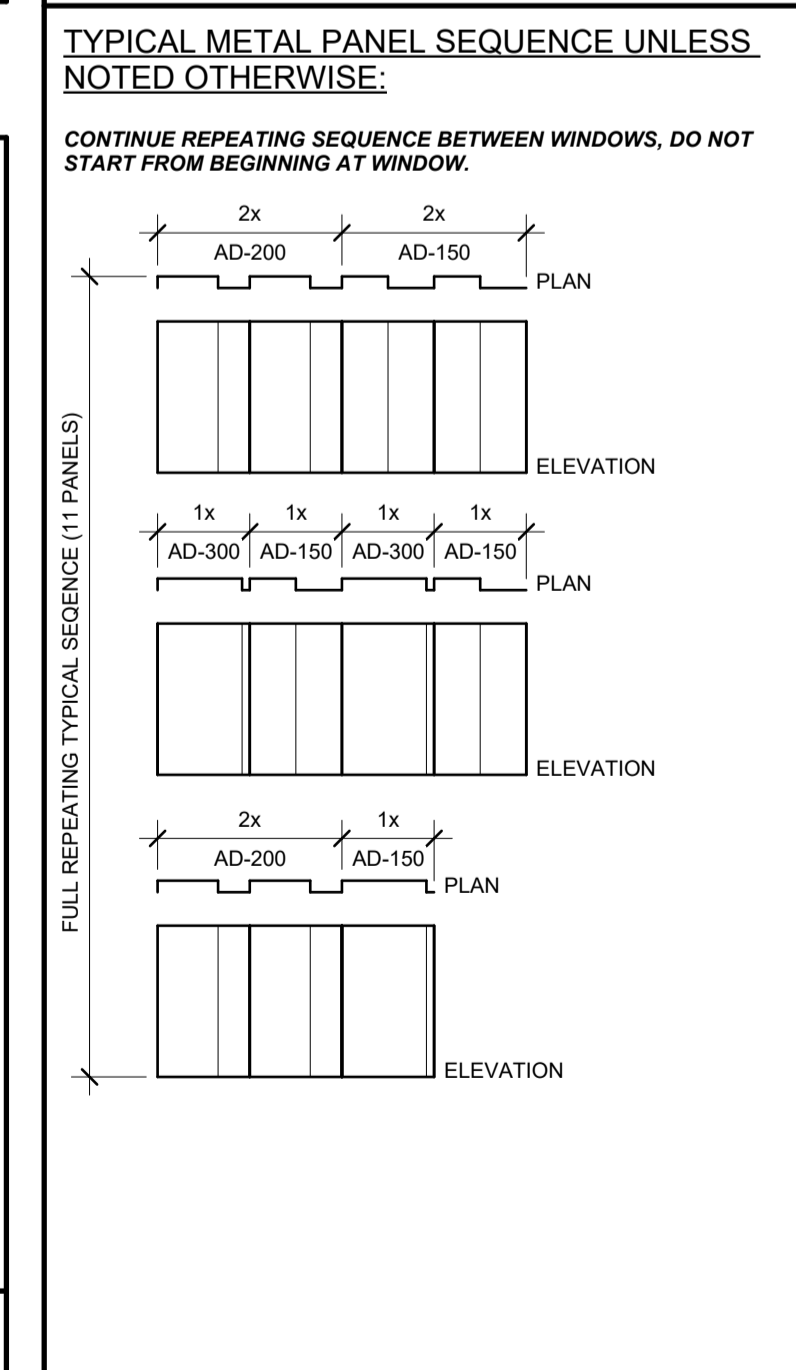 TYPICAL METAL PANEL SEQUENCE UNLESS
NOTED OTHERWISE:
CONTINUE REPEATING SEQUENCE BETWEEN WINDOWS, DO NOT
START FROM BEGINNING AT WINDOW.
FULL REPEATING TYPICAL SEQENCE (11 PANELS)
2x 2x
AD-200 AD-150
PLAN
ELEVATION
1x 1x 1x 1x
AD-300 AD-150 AD-300 AD-150
PLAN
ELEVATION
2x 1x
AD-200 AD-150
PLAN
ELEVATION